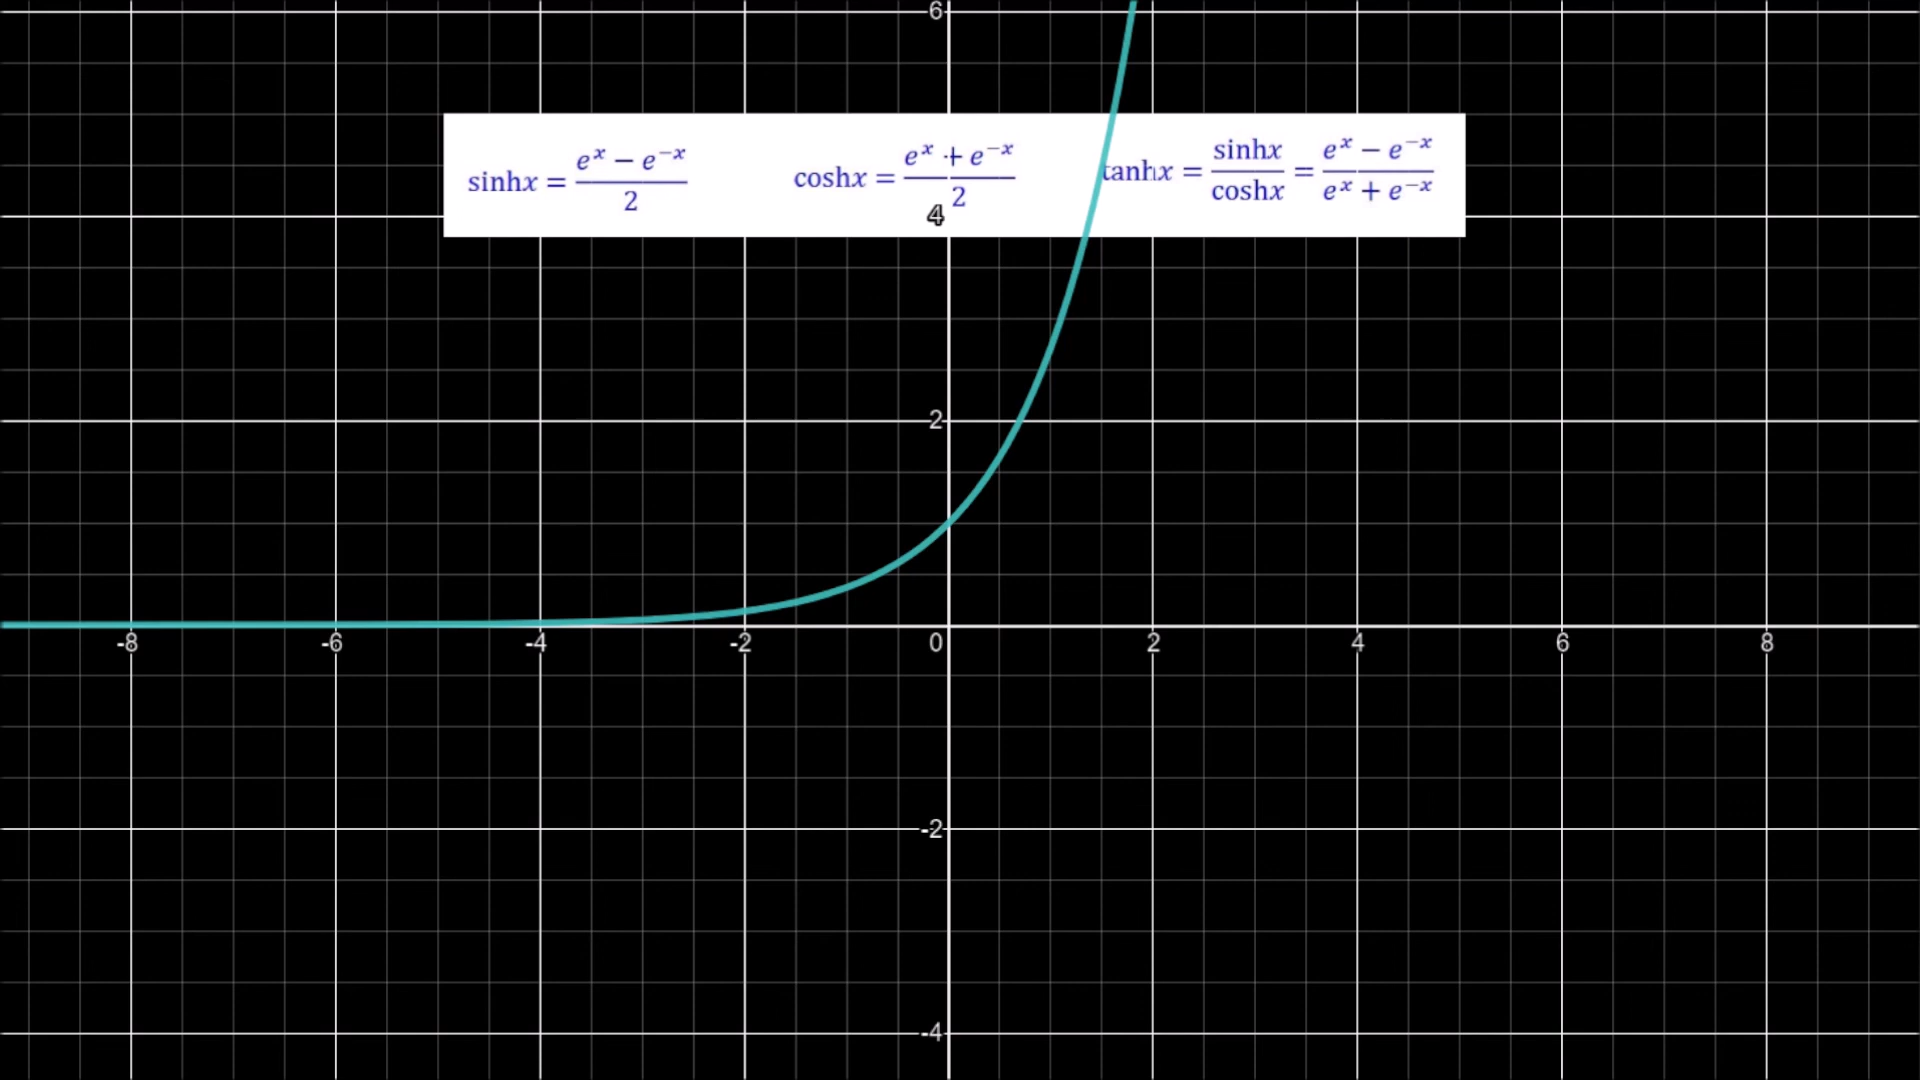 6
sinhx = (e^x − e^−x)/2   coshx = (e^x + e^−x)/2   tanhx = sinhx/coshx = (e^x − e^−x)/(e^x + e^−x)
4
2
-8 -6 -4 -2 0 2 4 6 8
-2
-4